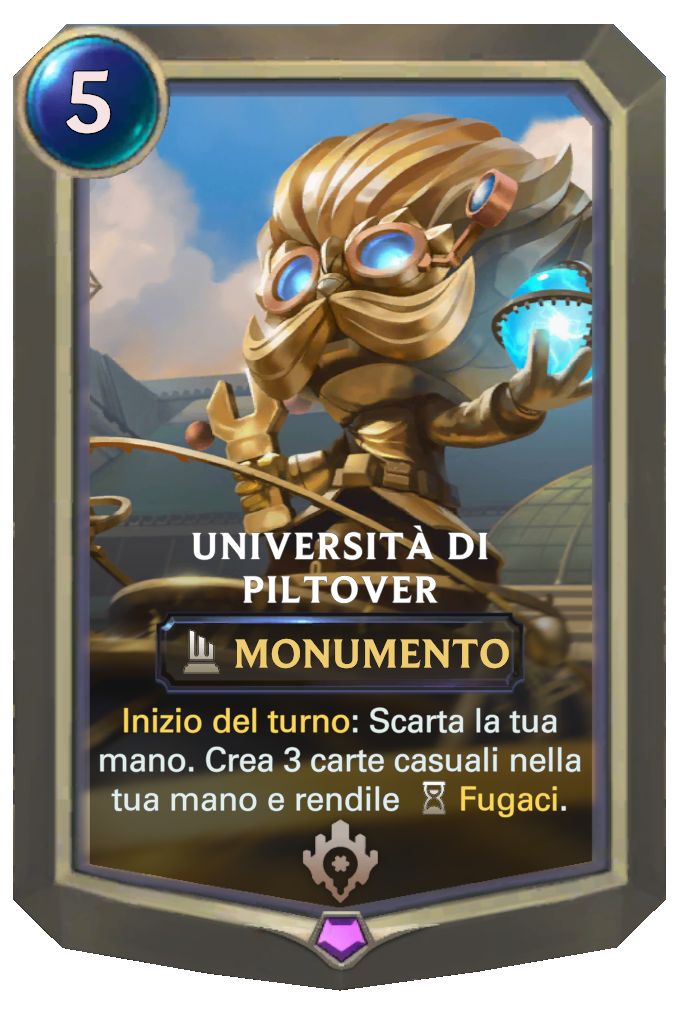 5
UNIVERSITÀ DI
PILTOVER
MONUMENTO
Inizio del turno: Scarta la tua
mano. Crea 3 carte casuali nella
tua mano e rendile Fugaci.